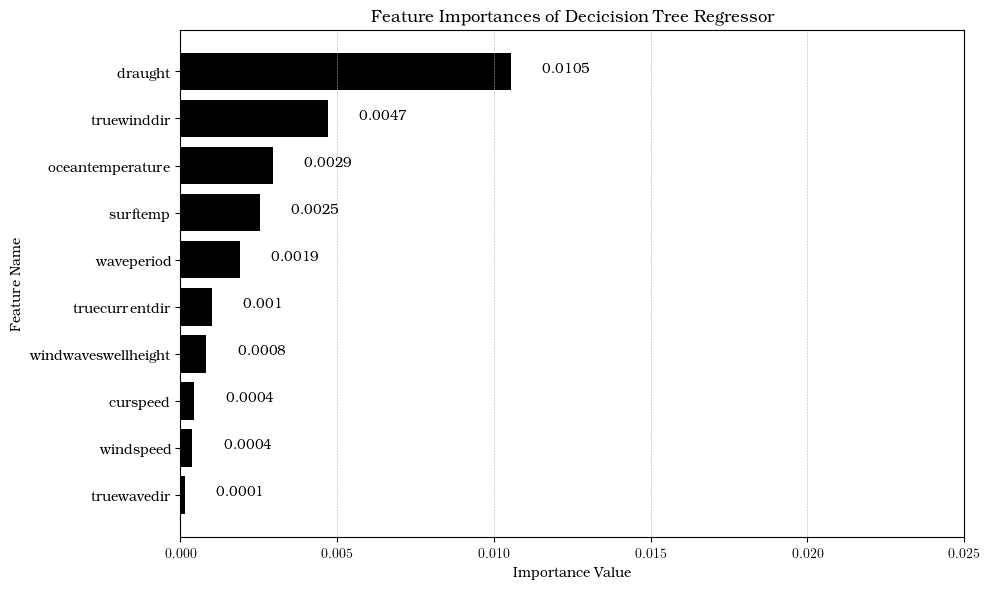 Feature Importances of Decicision Tree Regressor
draught
0.0105
truewinddir
0.0047
oceantemperature
0.0029
surftemp
0.0025
waveperiod
0.0019
truecurrentdir
0.001
windwaveswellheight
0.0008
curspeed
0.0004
windspeed
0.0004
truewavedir
0.0001
Feature Name
0.000 0.005 0.010 0.015 0.020 0.025
Importance Value